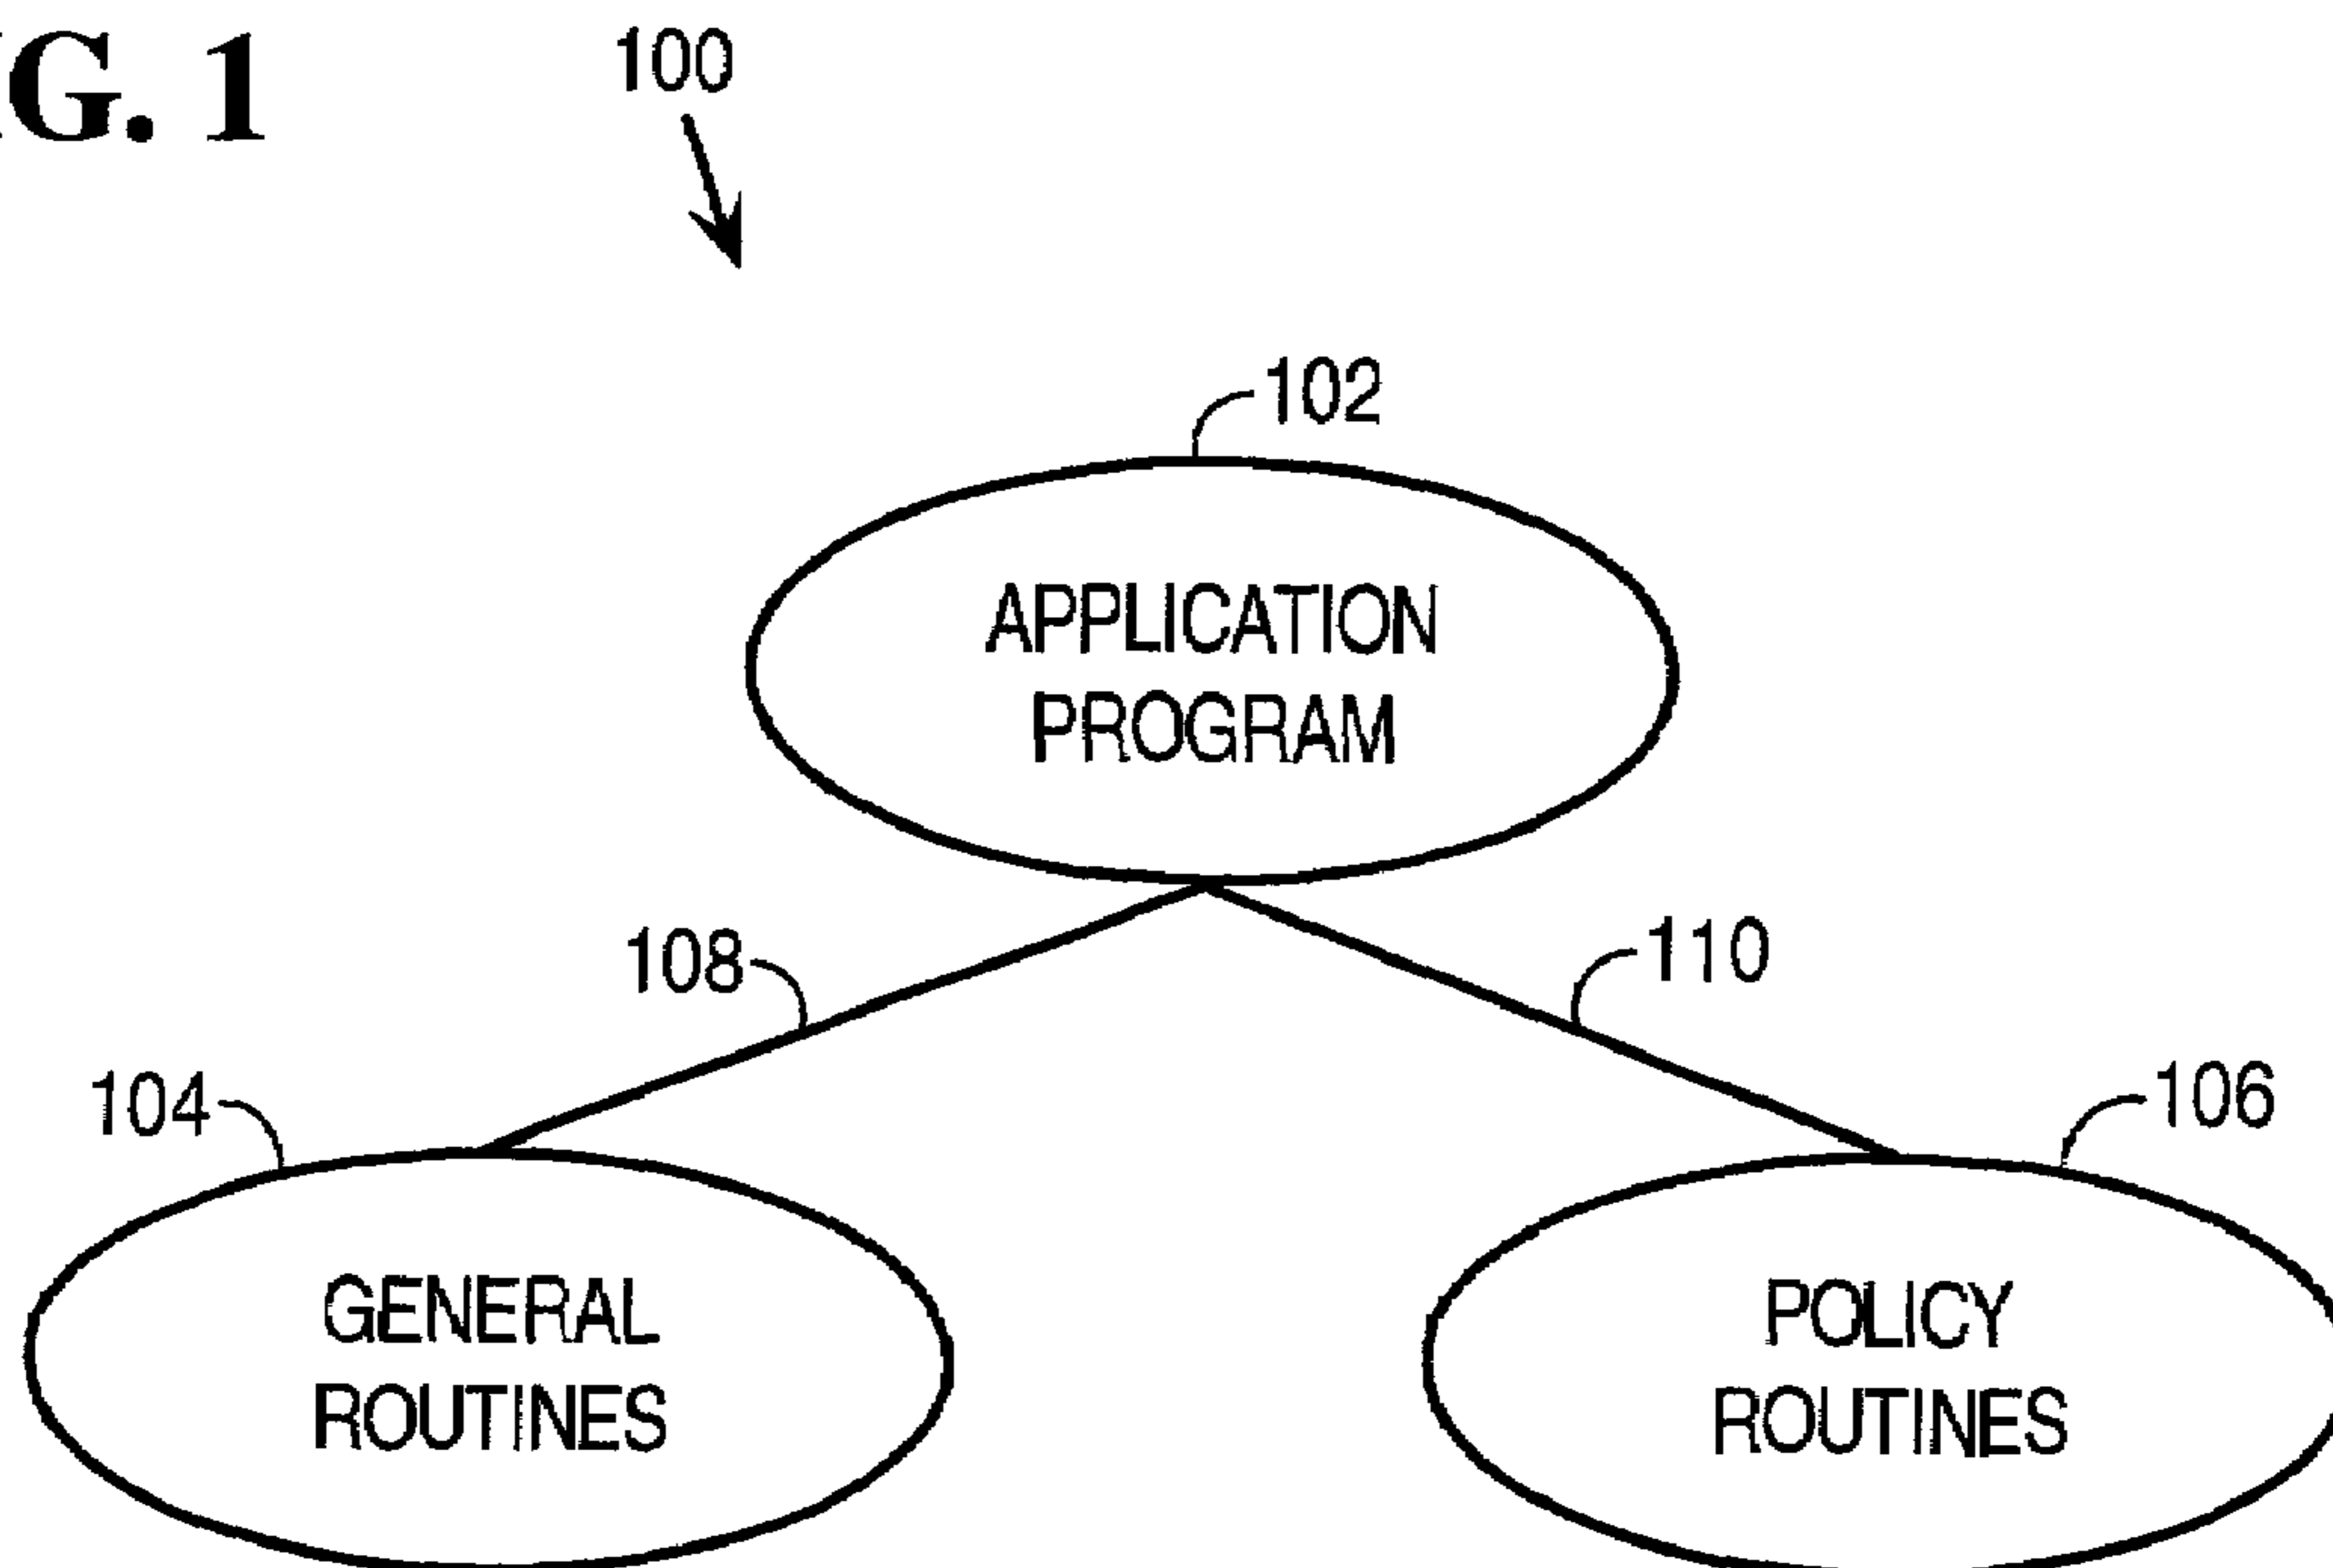 G. 1
100
102
APPLICATION
PROGRAM
108
110
104
106
GENERAL
ROUTINES
POLICY
ROUTINES